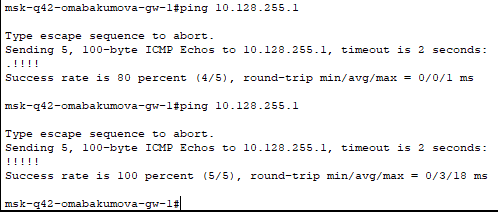 msk-q42-omabakumova-gw-1#ping 10.128.255.1
Type escape sequence to abort.
Sending 5, 100-byte ICMP Echos to 10.128.255.1, timeout is 2 seconds:
.!!!!
Success rate is 80 percent (4/5), round-trip min/avg/max = 0/0/1 ms
msk-q42-omabakumova-gw-1#ping 10.128.255.1
Type escape sequence to abort.
Sending 5, 100-byte ICMP Echos to 10.128.255.1, timeout is 2 seconds:
!!!!!
Success rate is 100 percent (5/5), round-trip min/avg/max = 0/3/18 ms
msk-q42-omabakumova-gw-1#